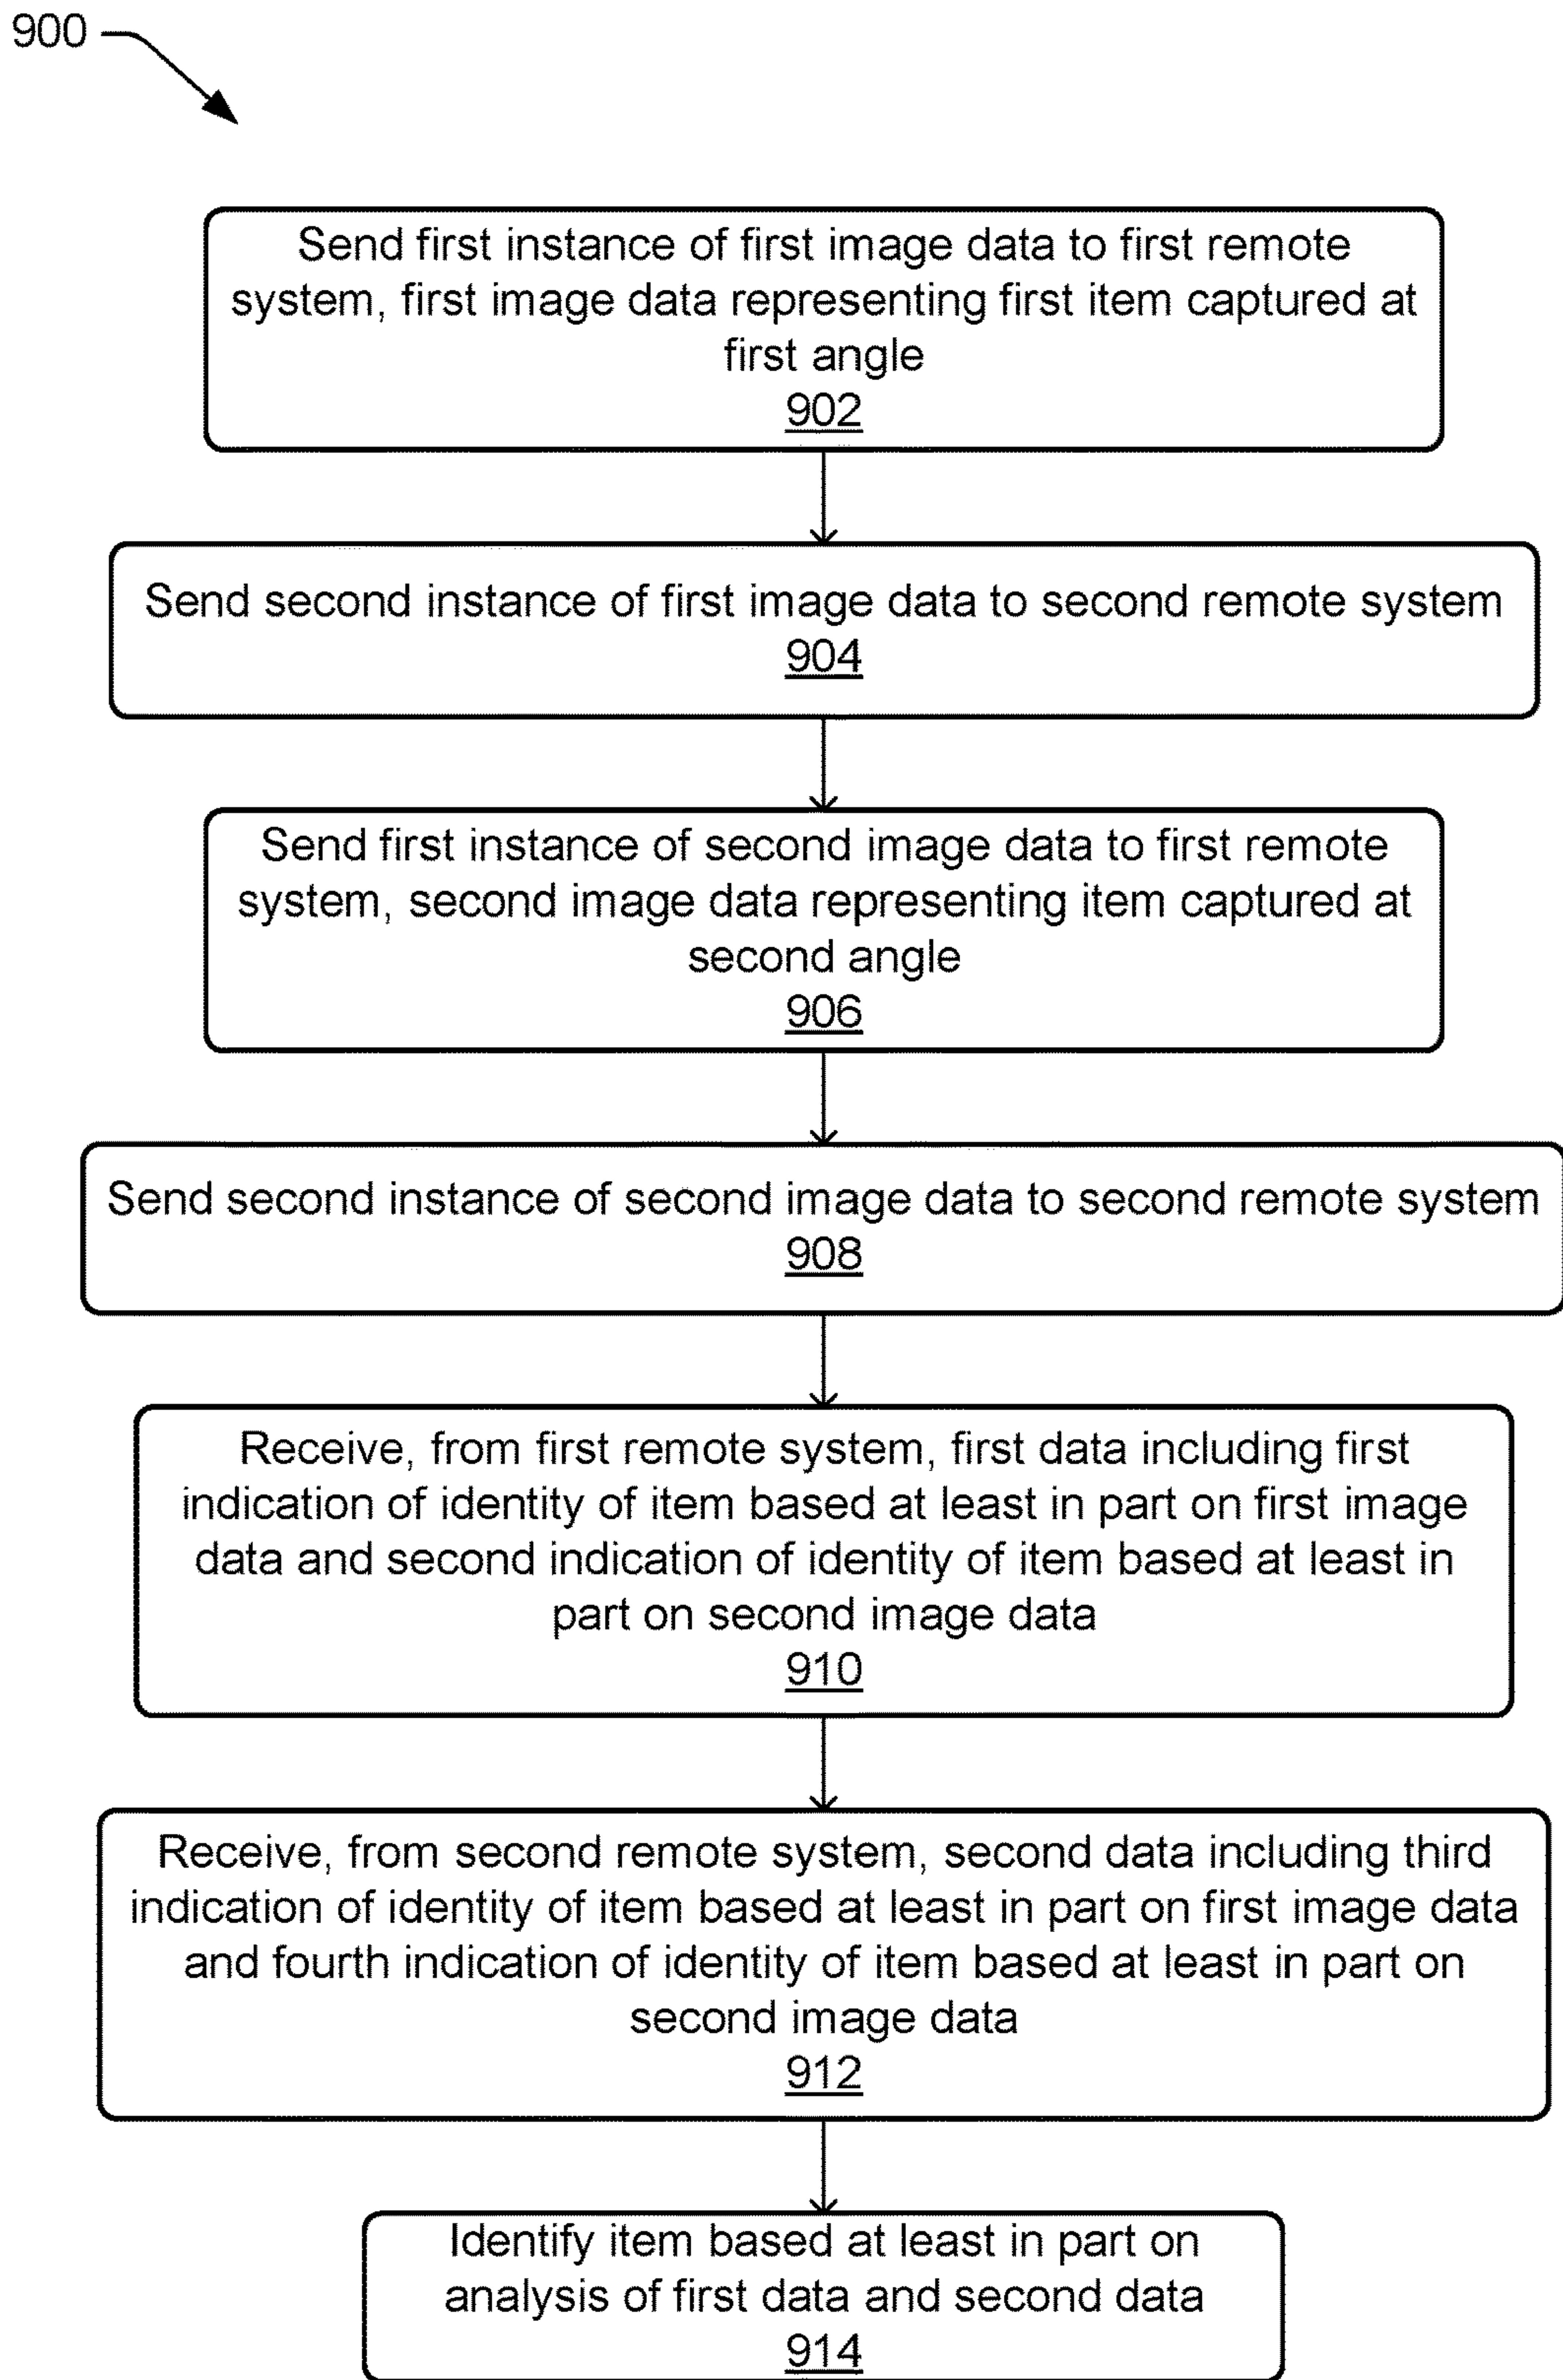 900
Send first instance of first image data to first remote
system, first image data representing first item captured at
first angle
902
Send second instance of first image data to second remote system
904
Send first instance of second image data to first remote
system, second image data representing item captured at
second angle
906
Send second instance of second image data to second remote system
908
Receive, from first remote system, first data including first
indication of identity of item based at least in part on first image
data and second indication of identity of item based at least in
part on second image data
910
Receive, from second remote system, second data including third
indication of identity of item based at least in part on first image data
and fourth indication of identity of item based at least in part on
second image data
912
Identify item based at least in part on
analysis of first data and second data
914